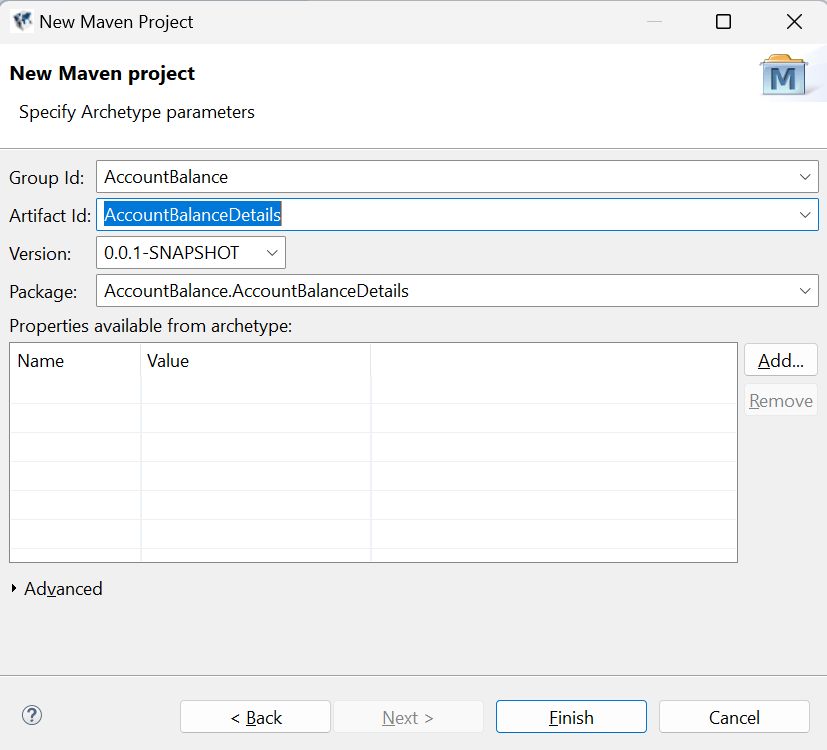 New Maven Project
New Maven project
Specify Archetype parameters
M
Group Id: AccountBalance
Artifact Id: AccountBalanceDetails
Version: 0.0.1-SNAPSHOT
Package: AccountBalance.AccountBalanceDetails
Properties available from archetype:
Name Value
Add...
Remove
Advanced
? < Back Next > Finish Cancel